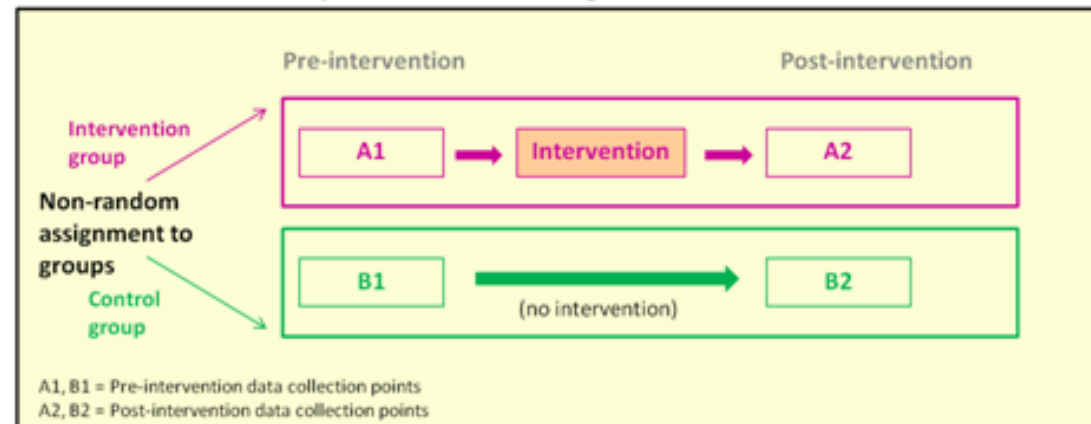 Pre-intervention
Post-intervention
Intervention
group
A1
Intervention
A2
Non-random
assignment to
groups
B1
B2
(no intervention)
Control
group
A1, B1 = Pre-intervention data collection points
A2, B2 = Post-intervention data collection points